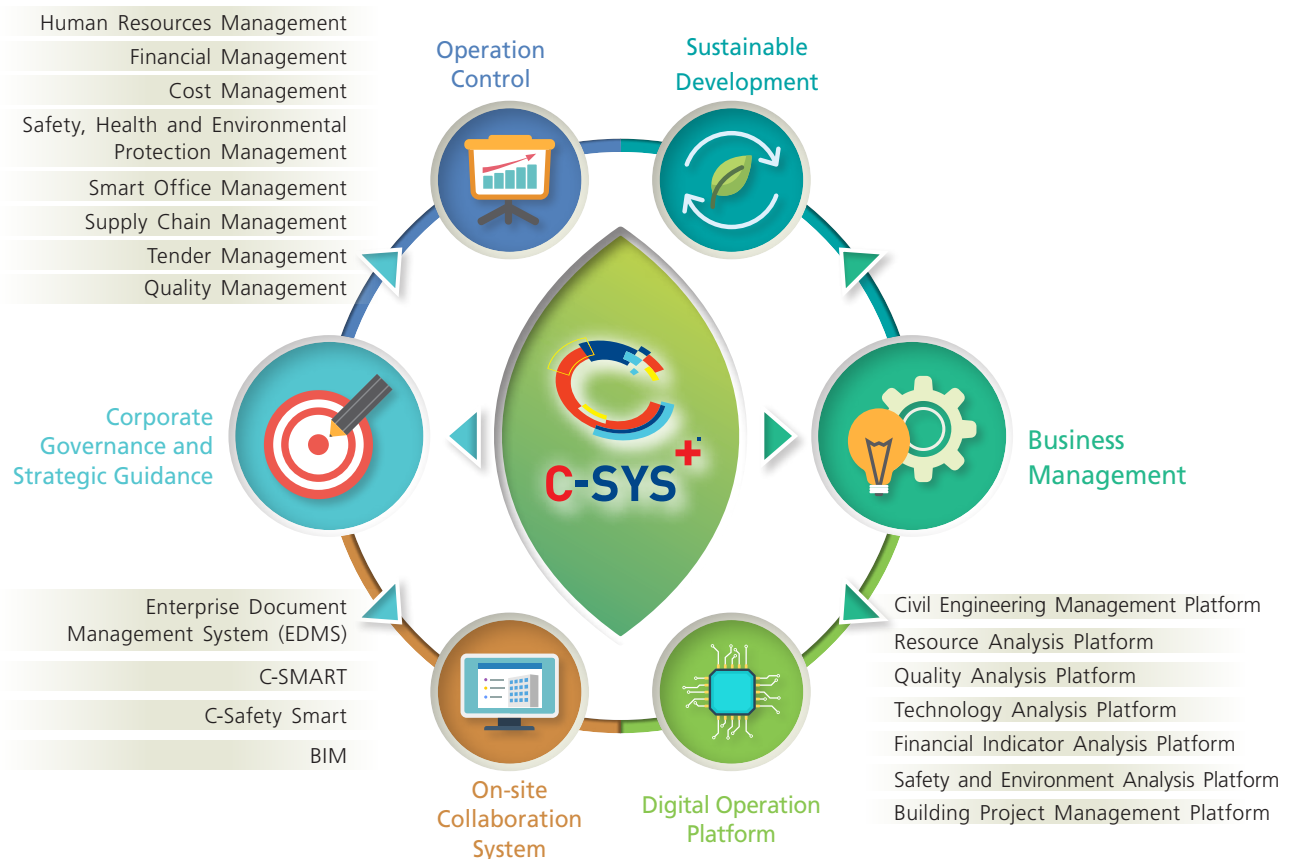 Human Resources Management
Financial Management
Cost Management
Safety, Health and Environmental
Protection Management
Smart Office Management
Supply Chain Management
Tender Management
Quality Management
Operation
Control
Sustainable
Development
Corporate
Governance and
Strategic Guidance
C-SYS+
Business
Management
Enterprise Document
Management System (EDMS)
C-SMART
C-Safety Smart
BIM
On-site
Collaboration
System
Digital Operation
Platform
Civil Engineering Management Platform
Resource Analysis Platform
Quality Analysis Platform
Technology Analysis Platform
Financial Indicator Analysis Platform
Safety and Environment Analysis Platform
Building Project Management Platform